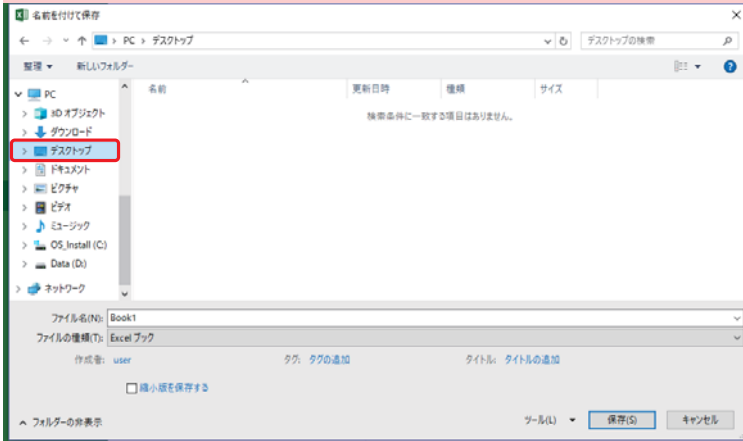 名前を付けて保存
PC > デスクトップ
デスクトップの検索
整理 新しいフォルダー
名前 更新日時 種類 サイズ
検索条件に一致する項目はありません。
PC
3D オブジェクト
ダウンロード
デスクトップ
ドキュメント
ピクチャ
ビデオ
ミュージック
OS_Install (C:)
Data (D:)
ネットワーク
ファイル名(N): Book1
ファイルの種類(T): Excel ブック
作成者: user タグ: タグの追加 タイトル: タイトルの追加
縮小版を保存する
フォルダーの非表示 ツール(L) 保存(S) キャンセル